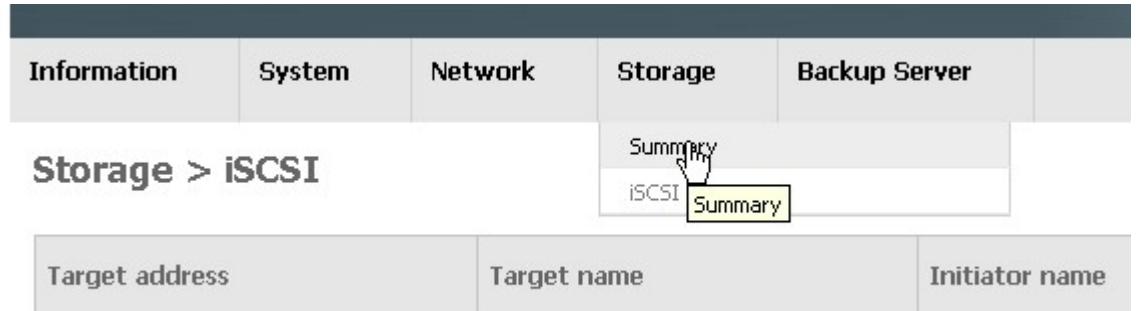 Information System Network Storage Backup Server
Summary
Storage > iSCSI
iSCSI
Summary
Target address Target name Initiator name